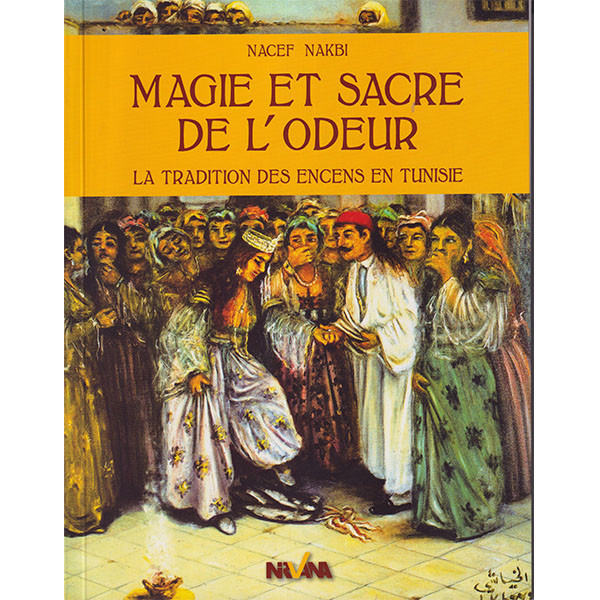 NACEF NAKBI
MAGIE ET SACRE
DE L'ODEUR
LA TRADITION DES ENCENS EN TUNISIE
NIRVANA